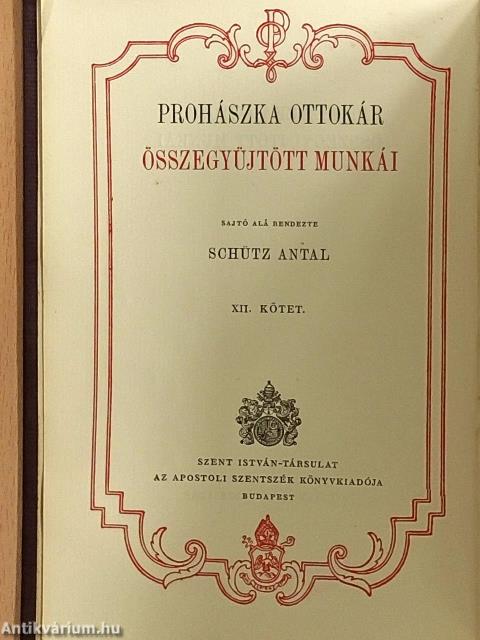 PROHÁSZKA OTTOKÁR
ÖSSZEGYÜJTÖTT MUNKÁI
SAJTÓ ALÁ RENDEZTE
SCHÜTZ ANTAL
XII. KÖTET.
SZENT ISTVÁN-TÁRSULAT
AZ APOSTOLI SZENTSZÉK KÖNYVKIADÓJA
BUDAPEST
Antikvárium.hu